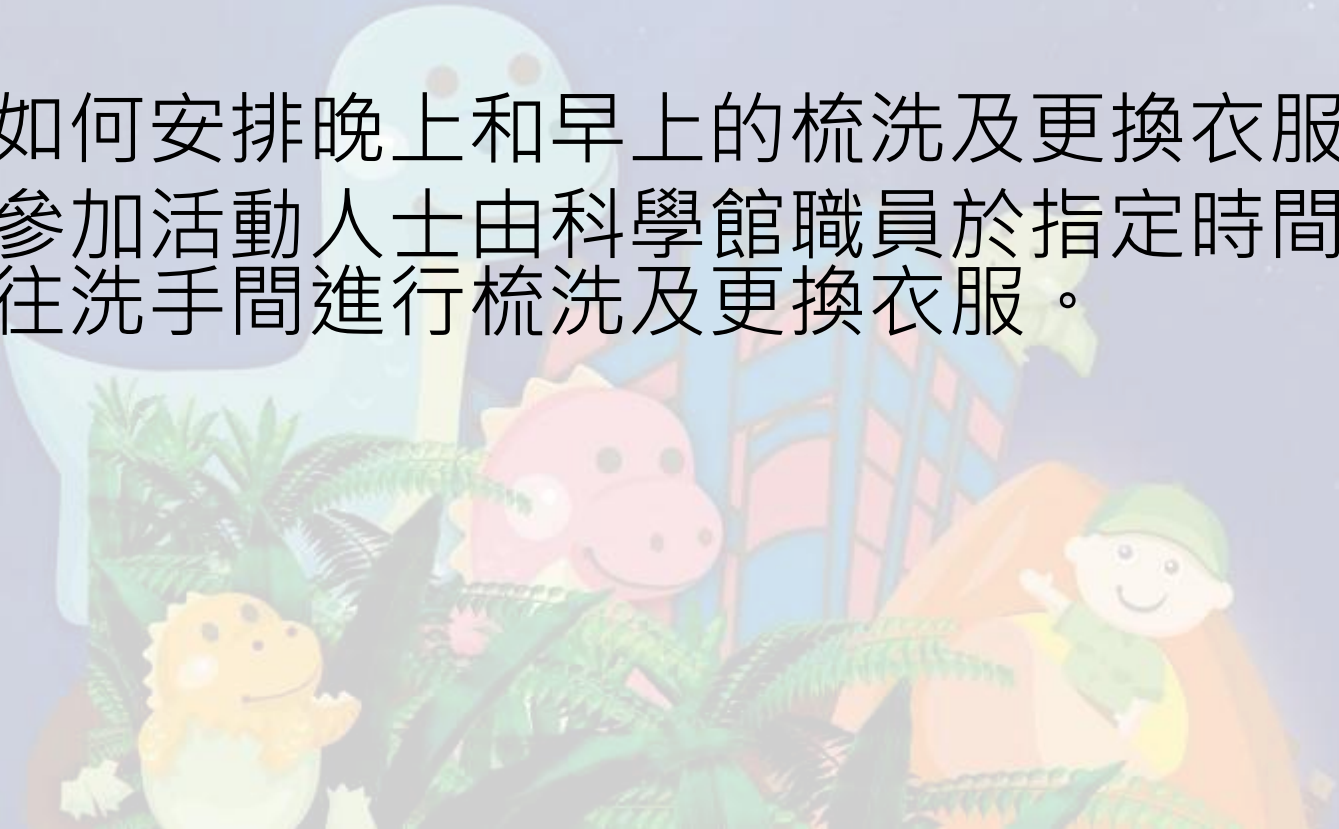 如何安排晚上和早上的梳洗及更換衣服
參加活動人士由科學館職員於指定時間
往洗手間進行梳洗及更換衣服。